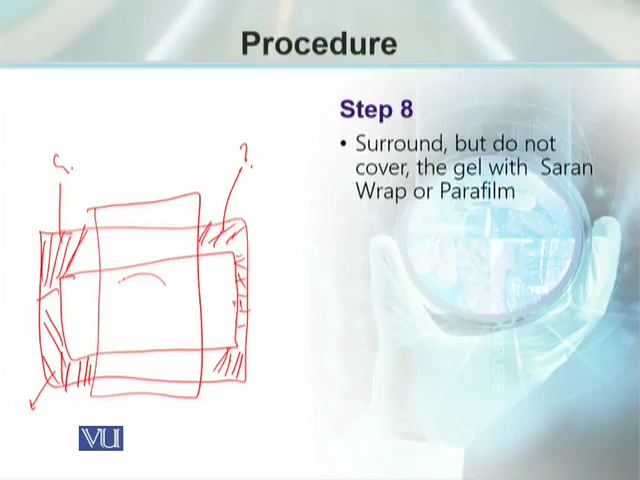 Procedure
Step 8
• Surround, but do not
cover, the gel with Saran
Wrap or Parafilm
VU